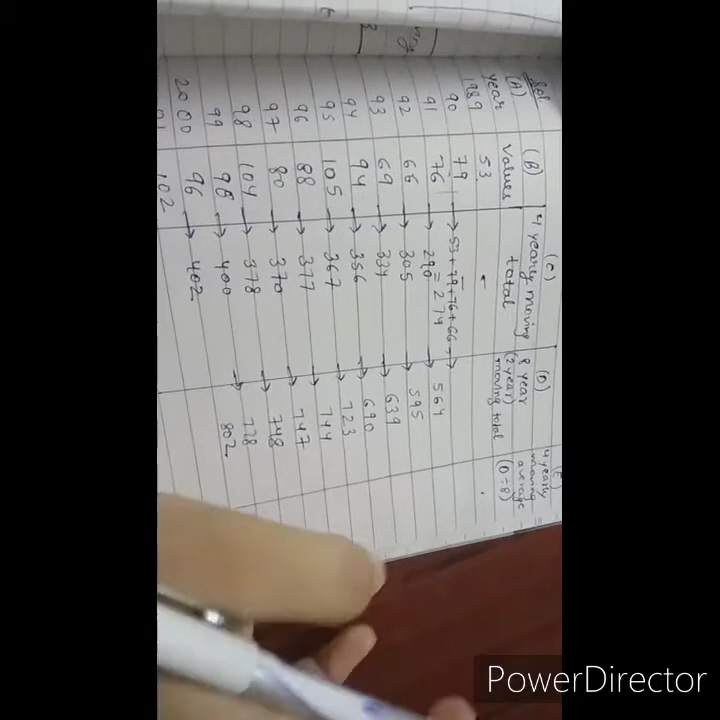 Sol
(A) (B) (C) (D) (E)
Year Values 4 yearly moving total 8 year (2 year) moving total 4 yearly moving average (D÷8)
1989 53 -
90 79 → 53+79+76+66 →
91 76 = 274
290 564
92 66 → 305 → 595
93 69 → 334 → 639
94 94 → 356 → 690
95 105 → 367 → 723
96 88 → 377 → 744
97 80 → 370 → 747
98 104 → 378 → 748
99 98 → 400 → 778
2000 96 → 402 802
01 102
PowerDirector